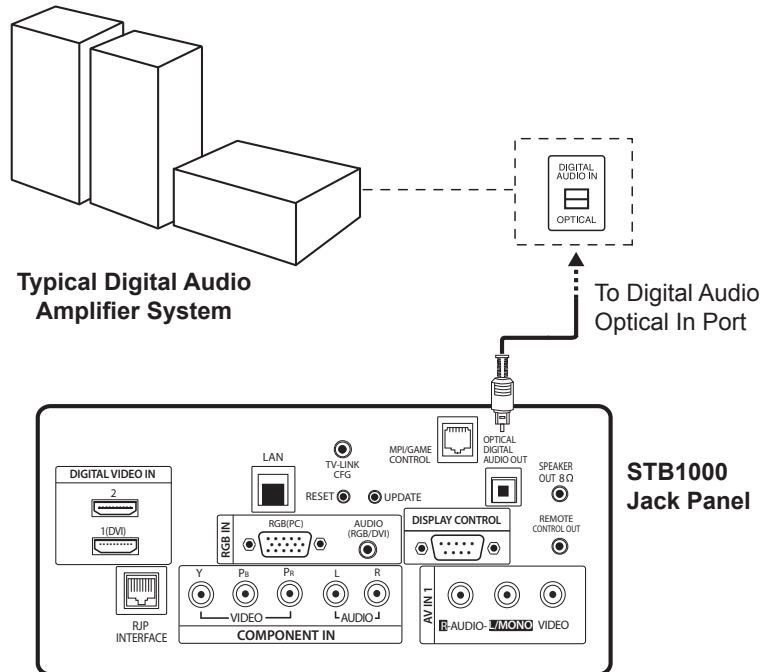 DIGITAL
AUDIO IN
OPTICAL
Typical Digital Audio
Amplifier System
To Digital Audio
Optical In Port
STB1000
Jack Panel
DIGITAL VIDEO IN
2
1(DVI)
LAN
TV-LINK
CFG
MPI/GAME
CONTROL
OPTICAL
DIGITAL
AUDIO OUT
SPEAKER
OUT 8Ω
RESET
UPDATE
RGB IN
RGB(PC)
AUDIO
(RGB/DVI)
DISPLAY CONTROL
REMOTE
CONTROL OUT
RJP
INTERFACE
Y PB PR L R
VIDEO AUDIO
COMPONENT IN
AV IN 1
R-AUDIO-L/MONO VIDEO